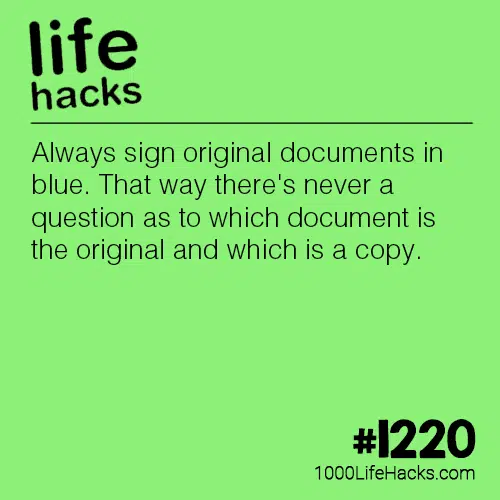 life
hacks
Always sign original documents in
blue. That way there's never a
question as to which document is
the original and which is a copy.
#1220
1000LifeHacks.com